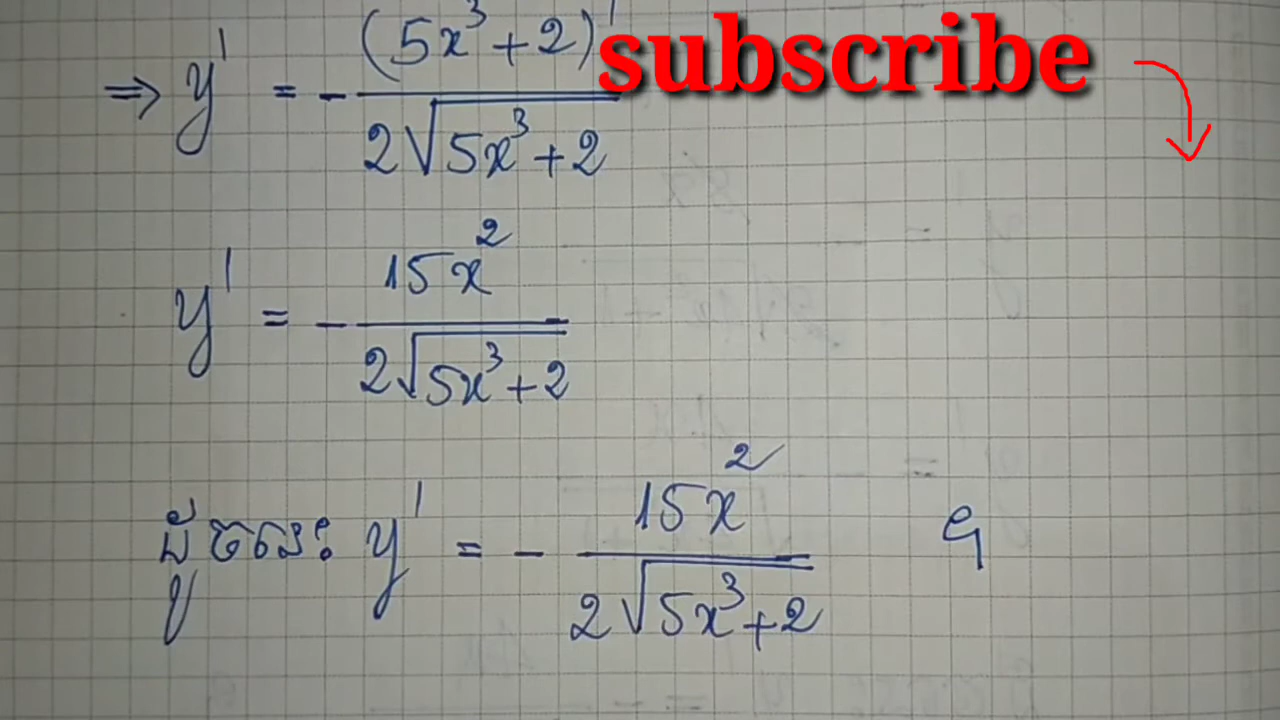 ⇒ y' = - (5x³ + 2)' / 2√(5x³ + 2) subscribe
y' = - 15x² / 2√(5x³ + 2)
ដូចនេះ y' = - 15x² / 2√(5x³ + 2) ។